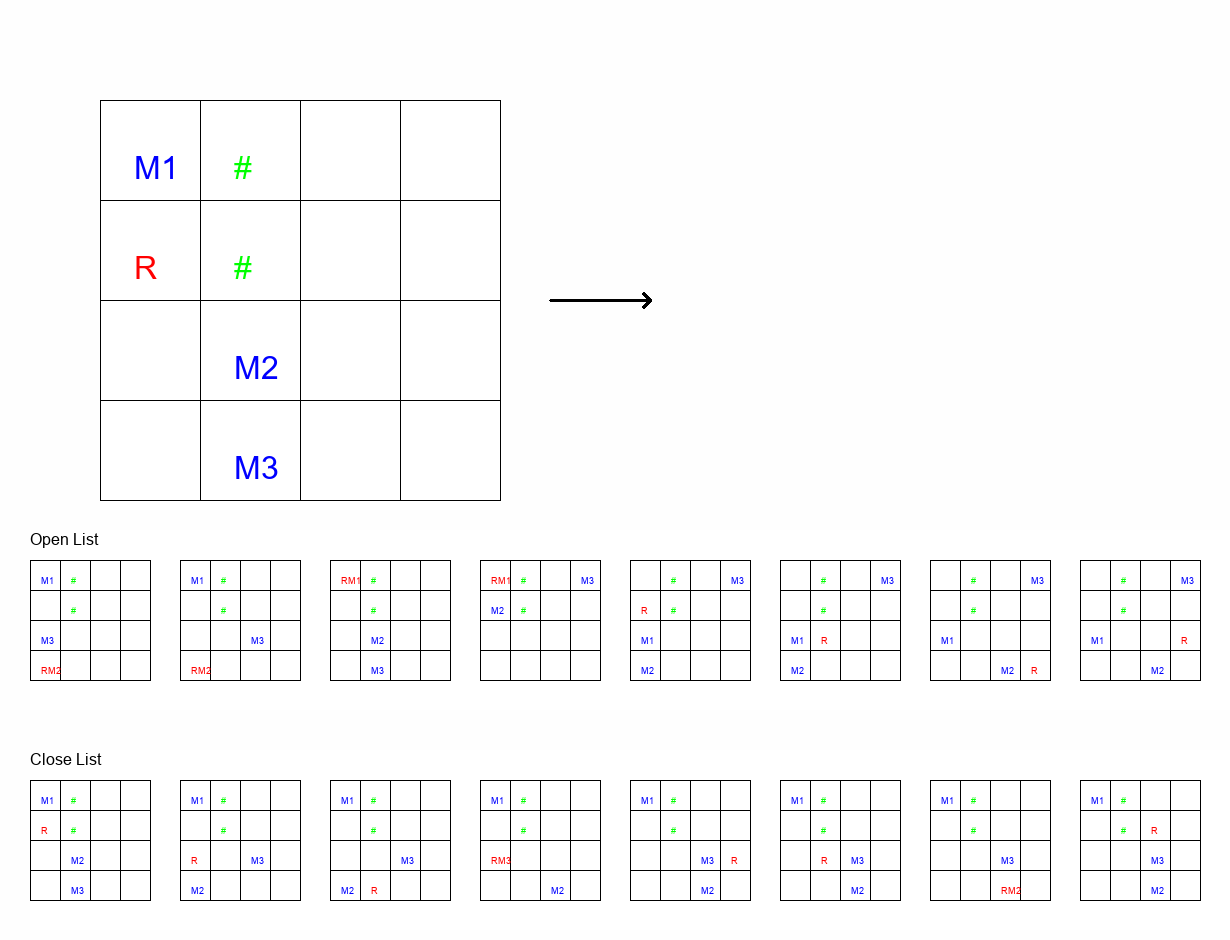 M1 #
R #
M2
M3
Open List
M1 # M1 # RM1 # RM1 # M3 # M3 # M3 # M3 # M3
# # # M2 # R # # # #
M3 M3 M2 M1 M1 R M1 M1 R
RM2 RM2 M3 M2 M2 M2 R M2
Close List
M1 # M1 # M1 # M1 # M1 # M1 # M1 # M1 #
R # # # # # # # # R
M2 R M3 M3 RM3 M3 R R M3 M3 M3
M3 M2 M2 R M2 M2 M2 RM2 M2